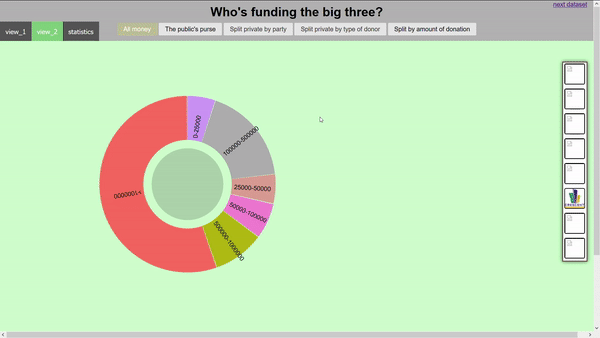 Who's funding the big three?
next dataset
view_1
view_2
statistics
All money
The public's purse
Split private by party
Split private by type of donor
Split by amount of donation
0-25000
100000-500000
25000-50000
50000-100000
500000-1000000
1000000+